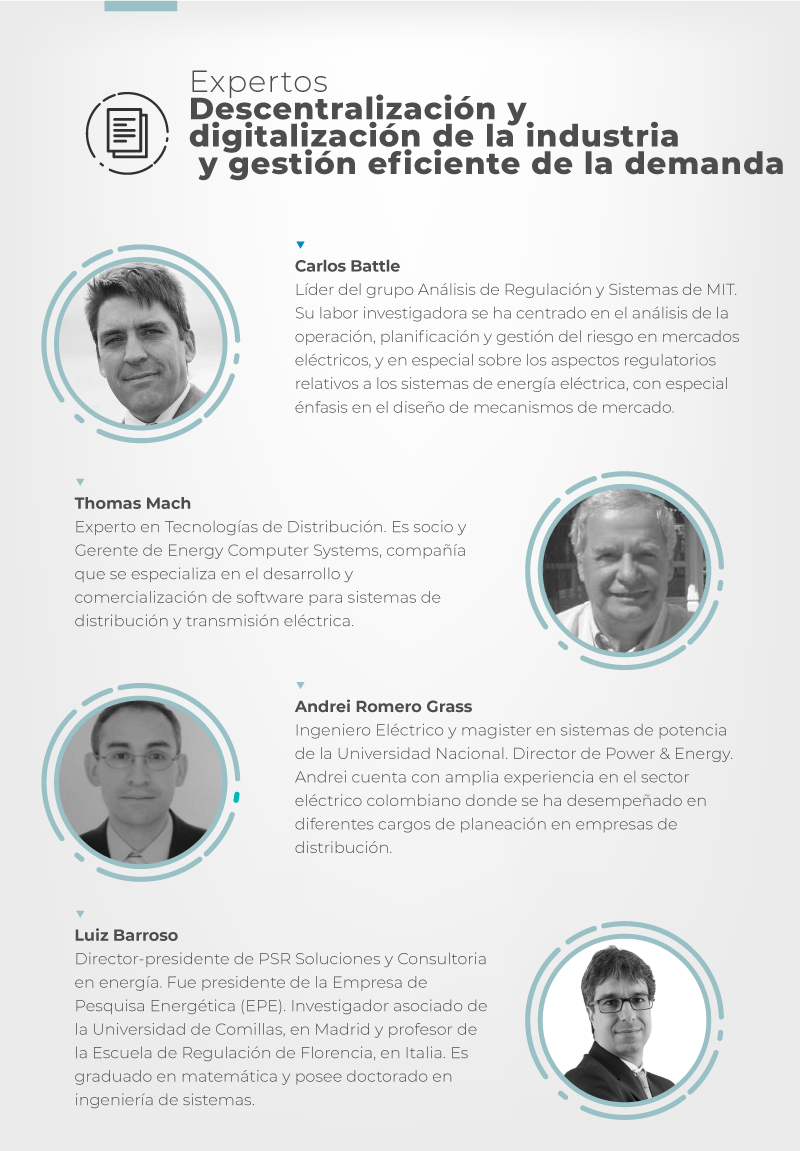 Expertos
Descentralización y
digitalización de la industria
y gestión eficiente de la demanda
Carlos Battle
Líder del grupo Análisis de Regulación y Sistemas de MIT.
Su labor investigadora se ha centrado en el análisis de la
operación, planificación y gestión del riesgo en mercados
eléctricos, y en especial sobre los aspectos regulatorios
relativos a los sistemas de energía eléctrica, con especial
énfasis en el diseño de mecanismos de mercado.
Thomas Mach
Experto en Tecnologías de Distribución. Es socio y
Gerente de Energy Computer Systems, compañía
que se especializa en el desarrollo y
comercialización de software para sistemas de
distribución y transmisión eléctrica.
Andrei Romero Grass
Ingeniero Eléctrico y magister en sistemas de potencia
de la Universidad Nacional. Director de Power & Energy.
Andrei cuenta con amplia experiencia en el sector
eléctrico colombiano donde se ha desempeñado en
diferentes cargos de planeación en empresas de
distribución.
Luiz Barroso
Director-presidente de PSR Soluciones y Consultoria
en energía. Fue presidente de la Empresa de
Pesquisa Energética (EPE). Investigador asociado de
la Universidad de Comillas, en Madrid y profesor de
la Escuela de Regulación de Florencia, en Italia. Es
graduado en matemática y posee doctorado en
ingeniería de sistemas.